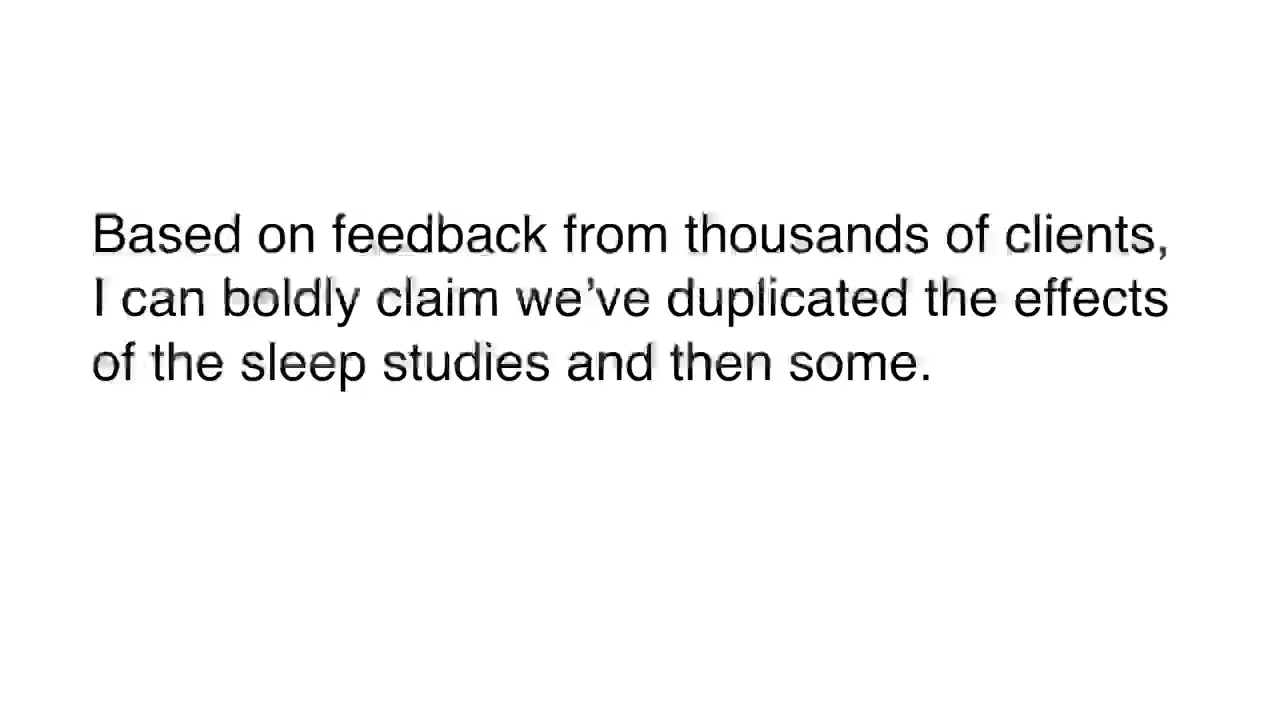 Based on feedback from thousands of clients,
I can boldly claim we’ve duplicated the effects
of the sleep studies and then some.